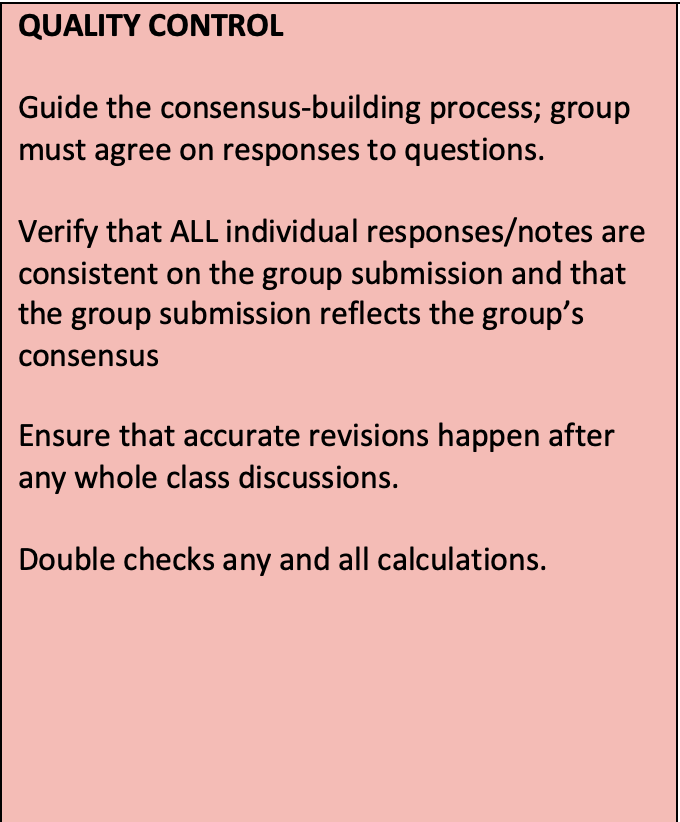 QUALITY CONTROL
Guide the consensus-building process; group
must agree on responses to questions.
Verify that ALL individual responses/notes are
consistent on the group submission and that
the group submission reflects the group’s
consensus
Ensure that accurate revisions happen after
any whole class discussions.
Double checks any and all calculations.